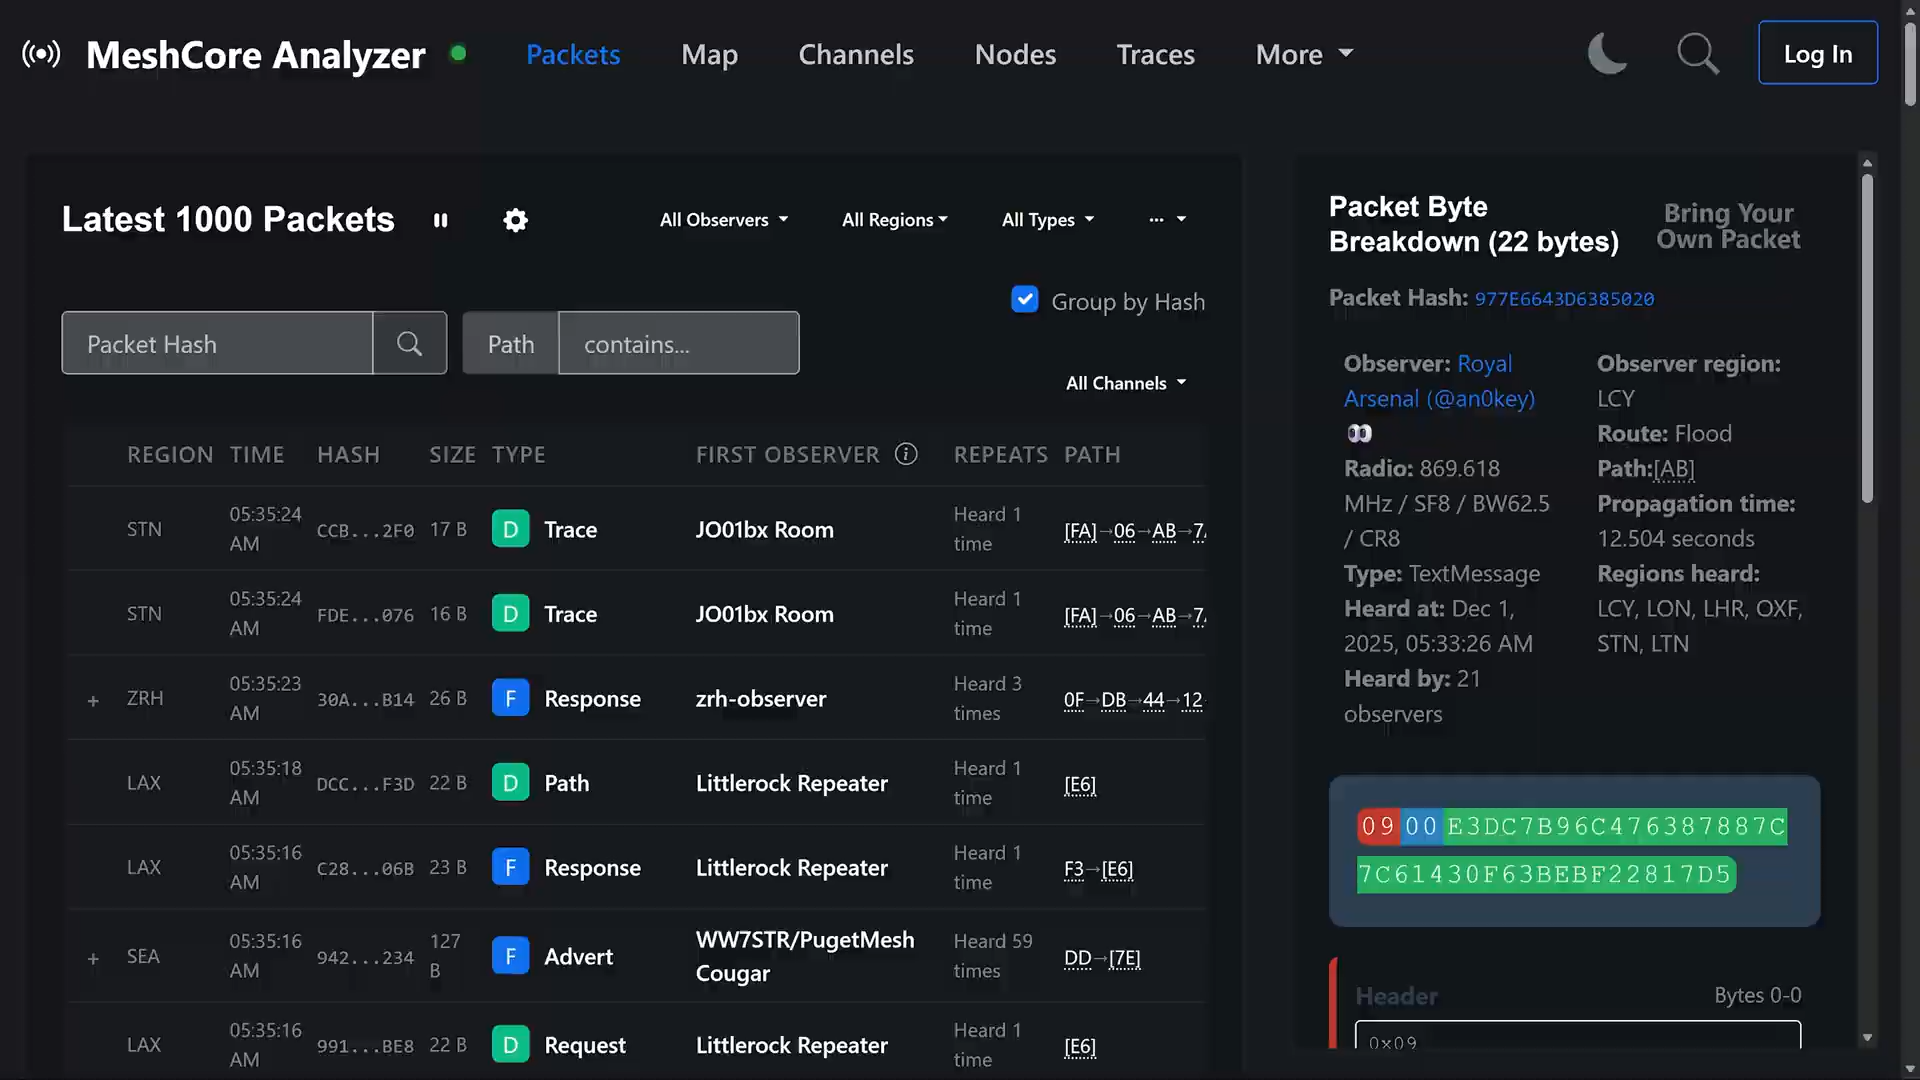 MeshCore Analyzer
Packets
Map
Channels
Nodes
Traces
More
Log In
Latest 1000 Packets
All Observers
All Regions
All Types
...
Group by Hash
Packet Hash
Path
contains...
All Channels
REGION TIME HASH SIZE TYPE FIRST OBSERVER REPEATS PATH
STN 05:35:24 AM CCB...2F0 17 B D Trace JO01bx Room Heard 1 time [FA]→06→AB→7
STN 05:35:24 AM FDE...076 16 B D Trace JO01bx Room Heard 1 time [FA]→06→AB→7
+ ZRH 05:35:23 AM 30A...B14 26 B F Response zrh-observer Heard 3 times 0F→DB→44→12
LAX 05:35:18 AM DCC...F3D 22 B D Path Littlerock Repeater Heard 1 time [E6]
LAX 05:35:16 AM C28...06B 23 B F Response Littlerock Repeater Heard 1 time F3→[E6]
+ SEA 05:35:16 AM 942...234 127 B F Advert WW7STR/PugetMesh Cougar Heard 59 times DD→[7E]
LAX 05:35:16 AM 991...BE8 22 B D Request Littlerock Repeater Heard 1 time [E6]
Packet Byte
Breakdown (22 bytes)
Bring Your
Own Packet
Packet Hash: 977E6643D6385020
Observer: Royal
Arsenal (@an0key)
👀
Radio: 869.618
MHz / SF8 / BW62.5
/ CR8
Type: TextMessage
Heard at: Dec 1,
2025, 05:33:26 AM
Heard by: 21
observers
Observer region:
LCY
Route: Flood
Path:[AB]
Propagation time:
12.504 seconds
Regions heard:
LCY, LON, LHR, OXF,
STN, LTN
09 00 E3DC7B96C476387887C
7C61430F63BEBF22817D5
Header
Bytes 0-0
0x09